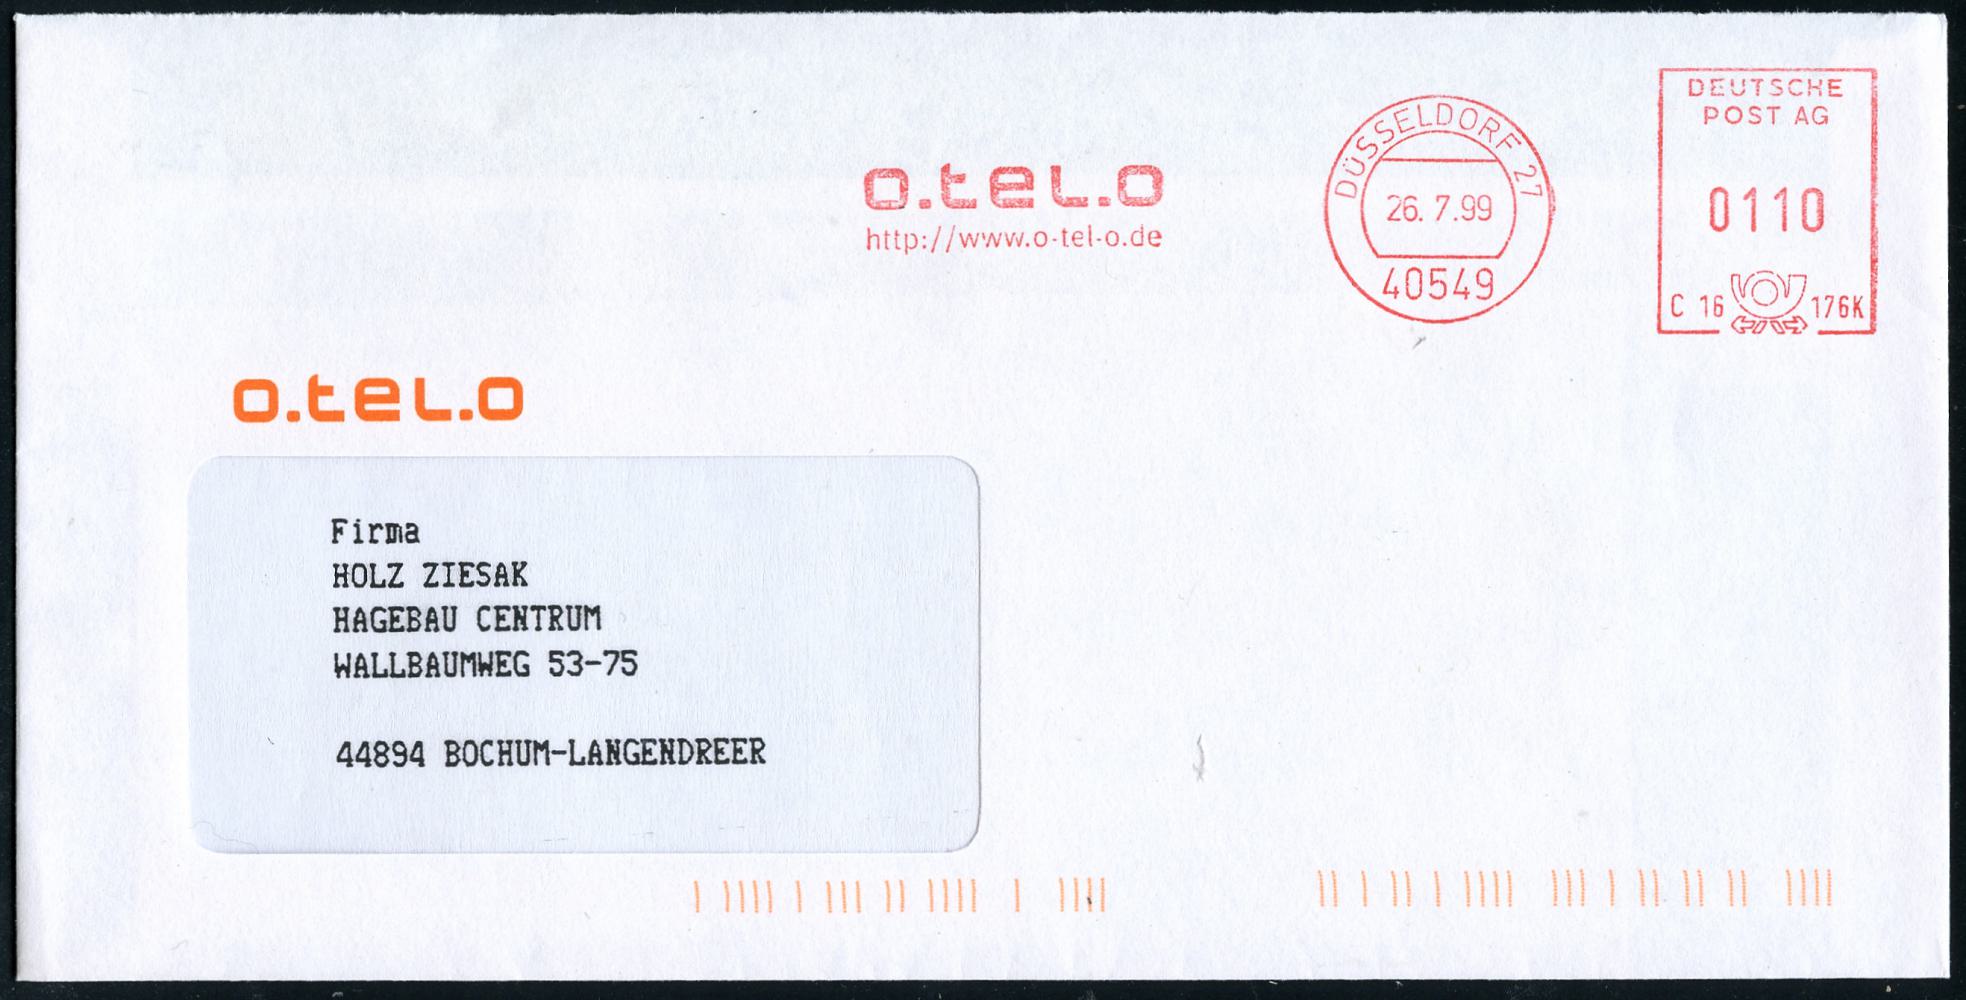 DEUTSCHE
POST AG
DÜSSELDORF 27
o.tel.o
26.7.99
0110
http://www.o-tel-o.de
40549
C 16 176K
o.tel.o
Firma
HOLZ ZIESAK
HAGEBAU CENTRUM
WALLBAUMWEG 53-75
44894 BOCHUM-LANGENDREER